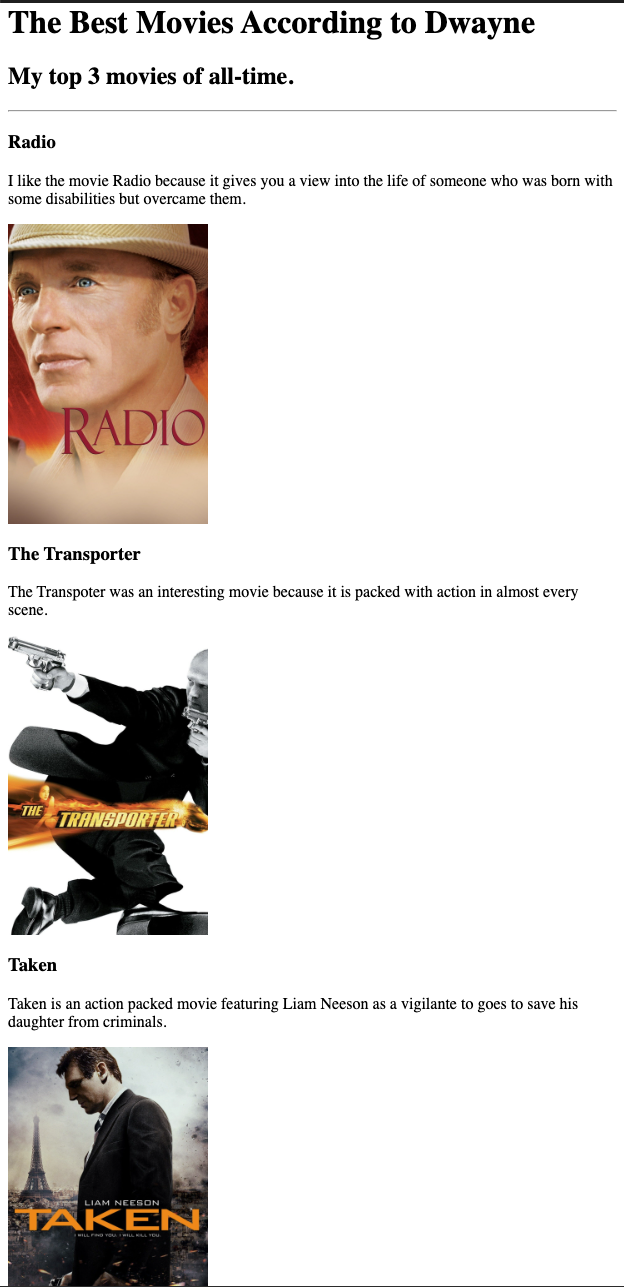 The Best Movies According to Dwayne
My top 3 movies of all-time.
Radio
I like the movie Radio because it gives you a view into the life of someone who was born with
some disabilities but overcame them.
RADIO
The Transporter
The Transpoter was an interesting movie because it is packed with action in almost every
scene.
THE TRANSPORTER
Taken
Taken is an action packed movie featuring Liam Neeson as a vigilante to goes to save his
daughter from criminals.
LIAM NEESON
TAKEN
I WILL FIND YOU. I WILL KILL YOU.